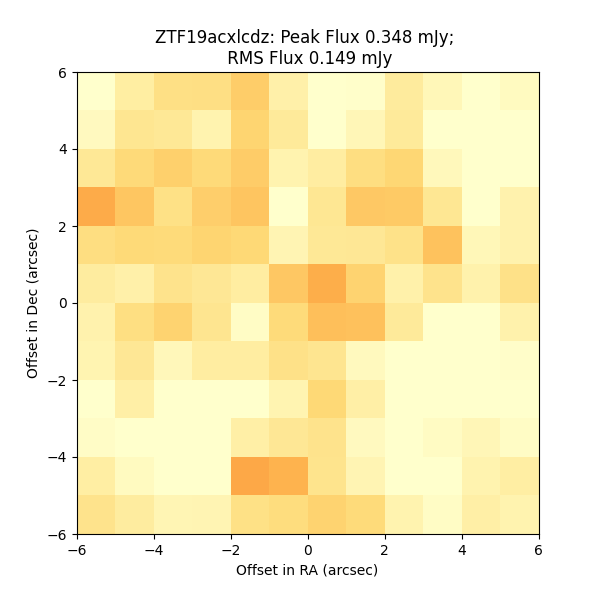 ZTF19acxlcdz: Peak Flux 0.348 mJy;
RMS Flux 0.149 mJy
6
4
2
0
−2
−4
−6
Offset in Dec (arcsec)
−6 −4 −2 0 2 4 6
Offset in RA (arcsec)